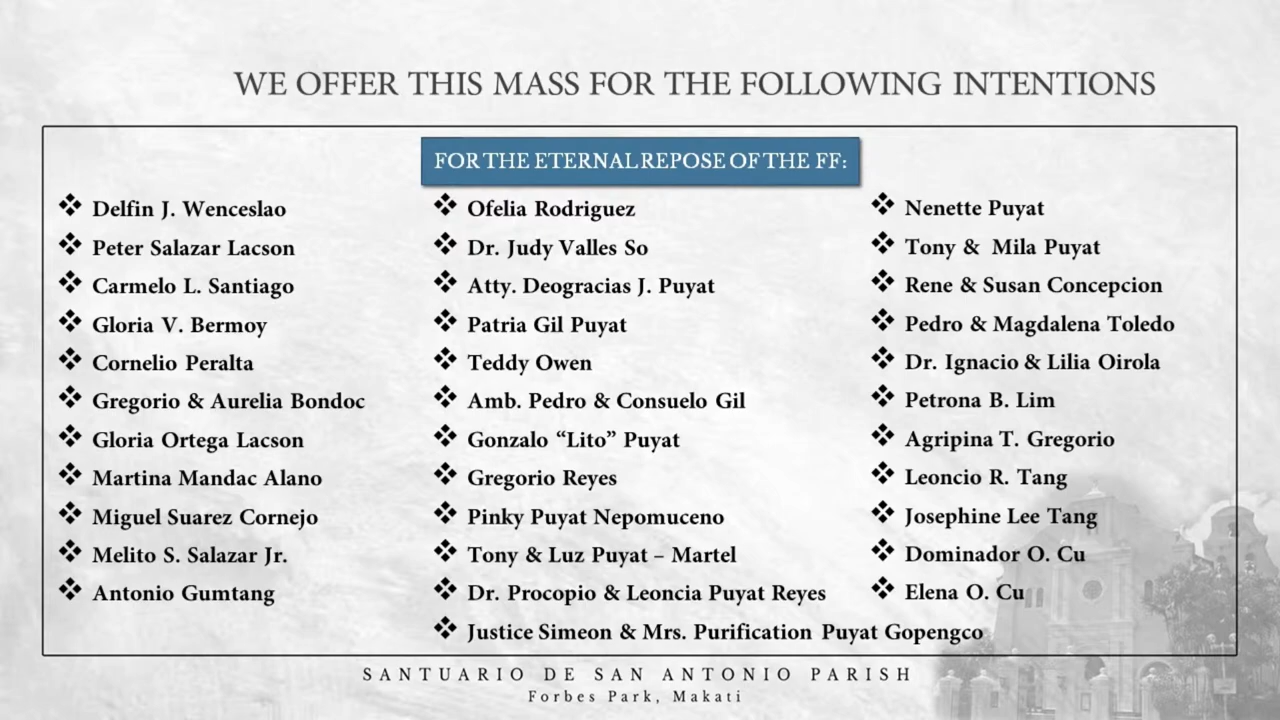 WE OFFER THIS MASS FOR THE FOLLOWING INTENTIONS
FOR THE ETERNAL REPOSE OF THE FF:
Delfin J. Wenceslao
Peter Salazar Lacson
Carmelo L. Santiago
Gloria V. Bermoy
Cornelio Peralta
Gregorio & Aurelia Bondoc
Gloria Ortega Lacson
Martina Mandac Alano
Miguel Suarez Cornejo
Melito S. Salazar Jr.
Antonio Gumtang
Ofelia Rodriguez
Dr. Judy Valles So
Atty. Deogracias J. Puyat
Patria Gil Puyat
Teddy Owen
Amb. Pedro & Consuelo Gil
Gonzalo “Lito” Puyat
Gregorio Reyes
Pinky Puyat Nepomuceno
Tony & Luz Puyat – Martel
Dr. Procopio & Leoncia Puyat Reyes
Justice Simeon & Mrs. Purification Puyat Gopengco
Nenette Puyat
Tony & Mila Puyat
Rene & Susan Concepcion
Pedro & Magdalena Toledo
Dr. Ignacio & Lilia Oirola
Petrona B. Lim
Agripina T. Gregorio
Leoncio R. Tang
Josephine Lee Tang
Dominador O. Cu
Elena O. Cu
SANTUARIO DE SAN ANTONIO PARISH
Forbes Park, Makati